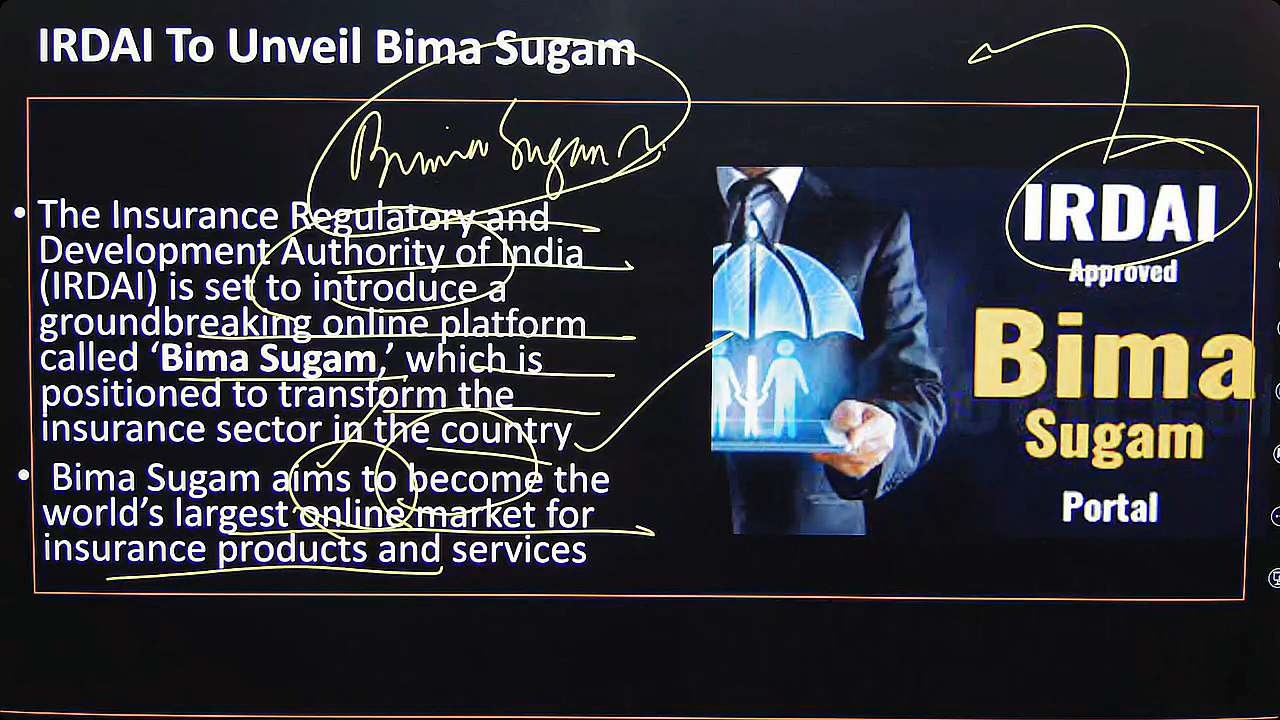 IRDAI To Unveil Bima Sugam
Bima Sugam
• The Insurance Regulatory and
Development Authority of India
(IRDAI) is set to introduce a
groundbreaking online platform
called ‘Bima Sugam,’ which is
positioned to transform the
insurance sector in the country
• Bima Sugam aims to become the
world’s largest online market for
insurance products and services
IRDAI
Approved
Bima
Sugam
Portal